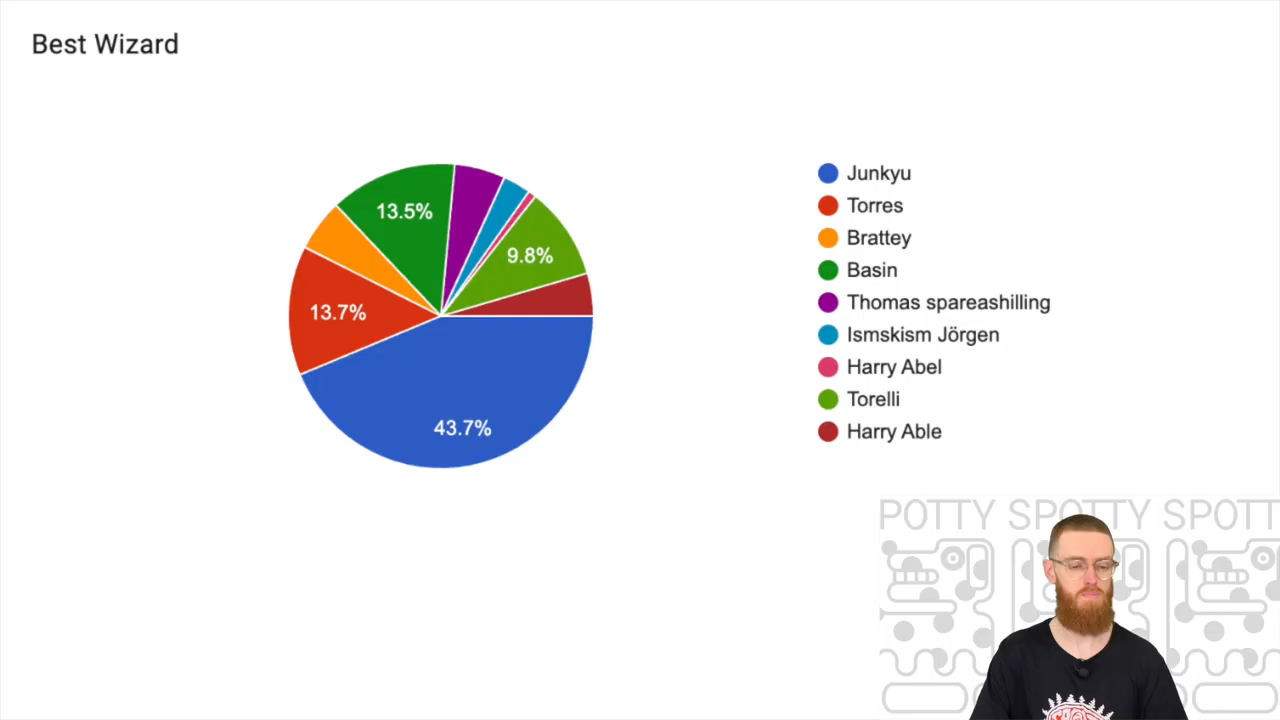 Best Wizard
13.5%
9.8%
13.7%
43.7%
Junkyu
Torres
Brattey
Basin
Thomas spareashilling
Ismskism Jörgen
Harry Abel
Torelli
Harry Able
POTTY SPOTTY SPOTT